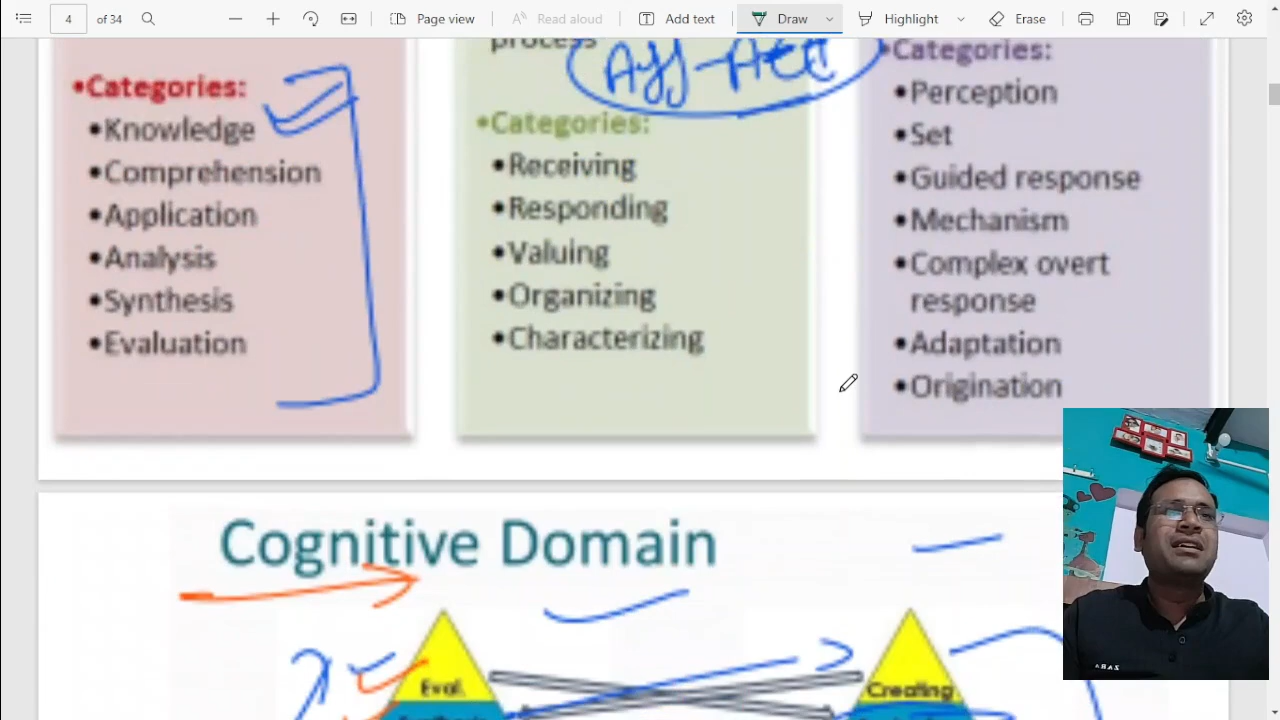 4 of 34
Page view
Read aloud
Add text
Draw
Highlight
Erase
•Categories:
•Knowledge
•Comprehension
•Application
•Analysis
•Synthesis
•Evaluation
process
Aff-
•Categories:
•Receiving
•Responding
•Valuing
•Organizing
•Characterizing
•Categories:
•Perception
•Set
•Guided response
•Mechanism
•Complex overt
response
•Adaptation
•Origination
Cognitive Domain
Eval.
Creating
ZARA